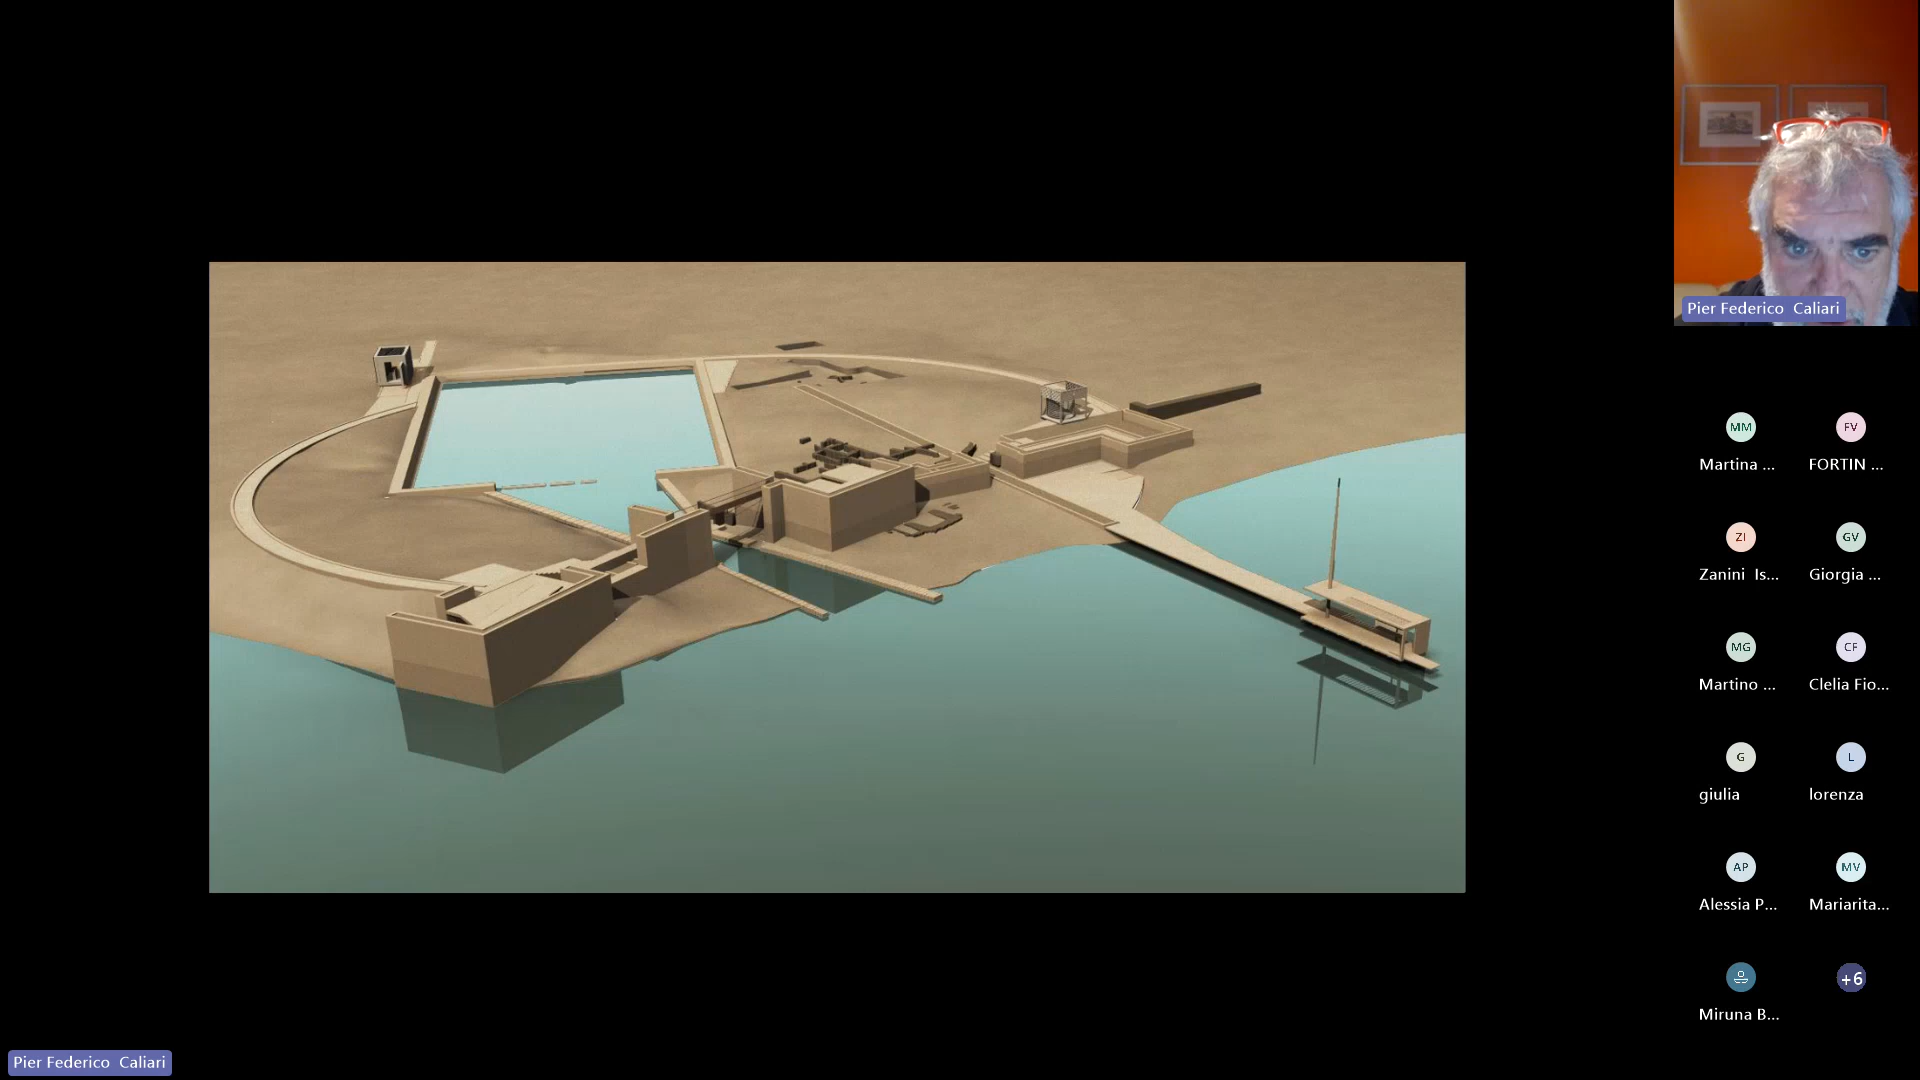 Pier Federico  Caliari
MM
FV
Martina ...
FORTIN ...
ZI
GV
Zanini  Is...
Giorgia ...
MG
CF
Martino ...
Clelia Fio...
G
L
giulia
lorenza
AP
MV
Alessia P...
Mariarita...
+6
Miruna B...
Pier Federico  Caliari